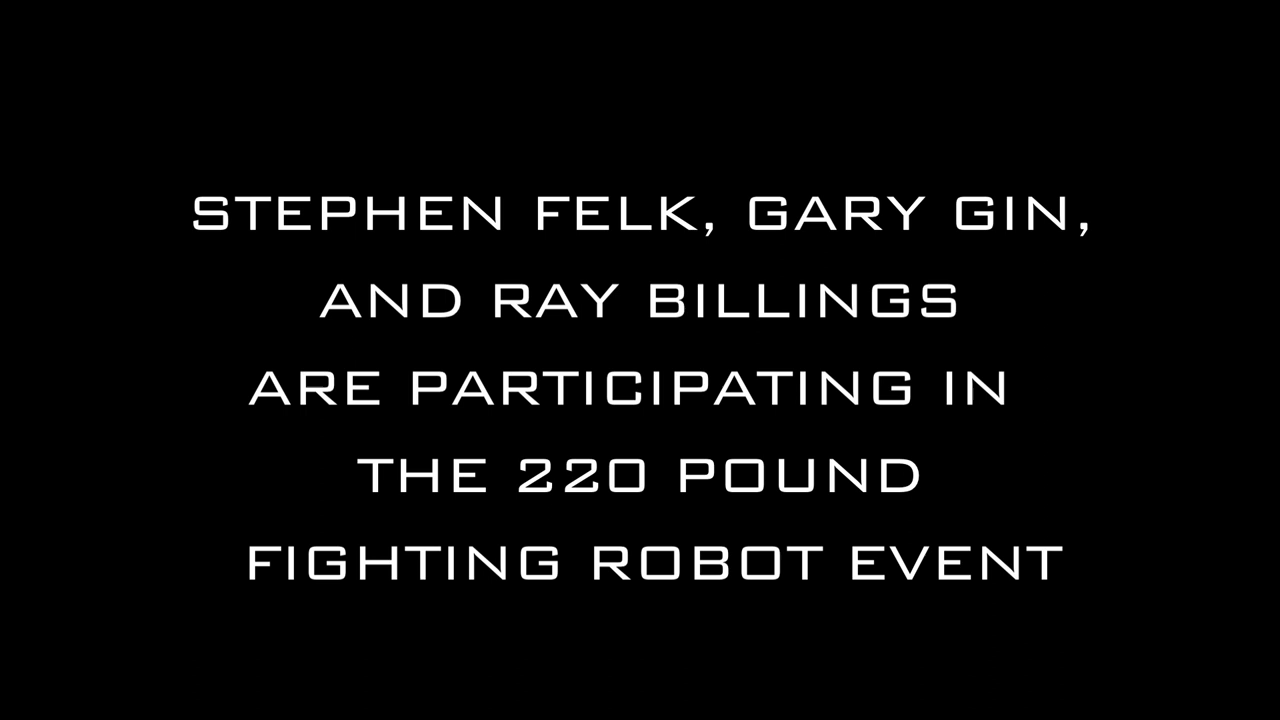 STEPHEN FELK, GARY GIN,
AND RAY BILLINGS
ARE PARTICIPATING IN
THE 220 POUND
FIGHTING ROBOT EVENT